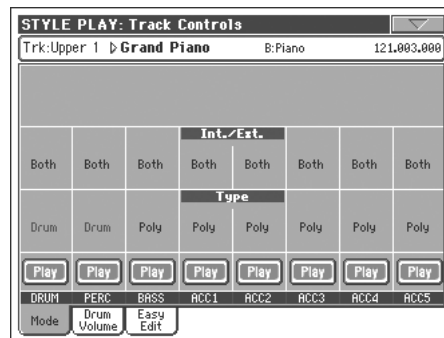 STYLE PLAY: Track Controls
Trk:Upper 1 Grand Piano B:Piano 121.003.000
Int./Ext.
Both Both Both Both Both Both Both Both
Type
Drum Drum Poly Poly Poly Poly Poly Poly
Play Play Play Play Play Play Play Play
DRUM PERC BASS ACC1 ACC2 ACC3 ACC4 ACC5
Mode Drum Volume Easy Edit